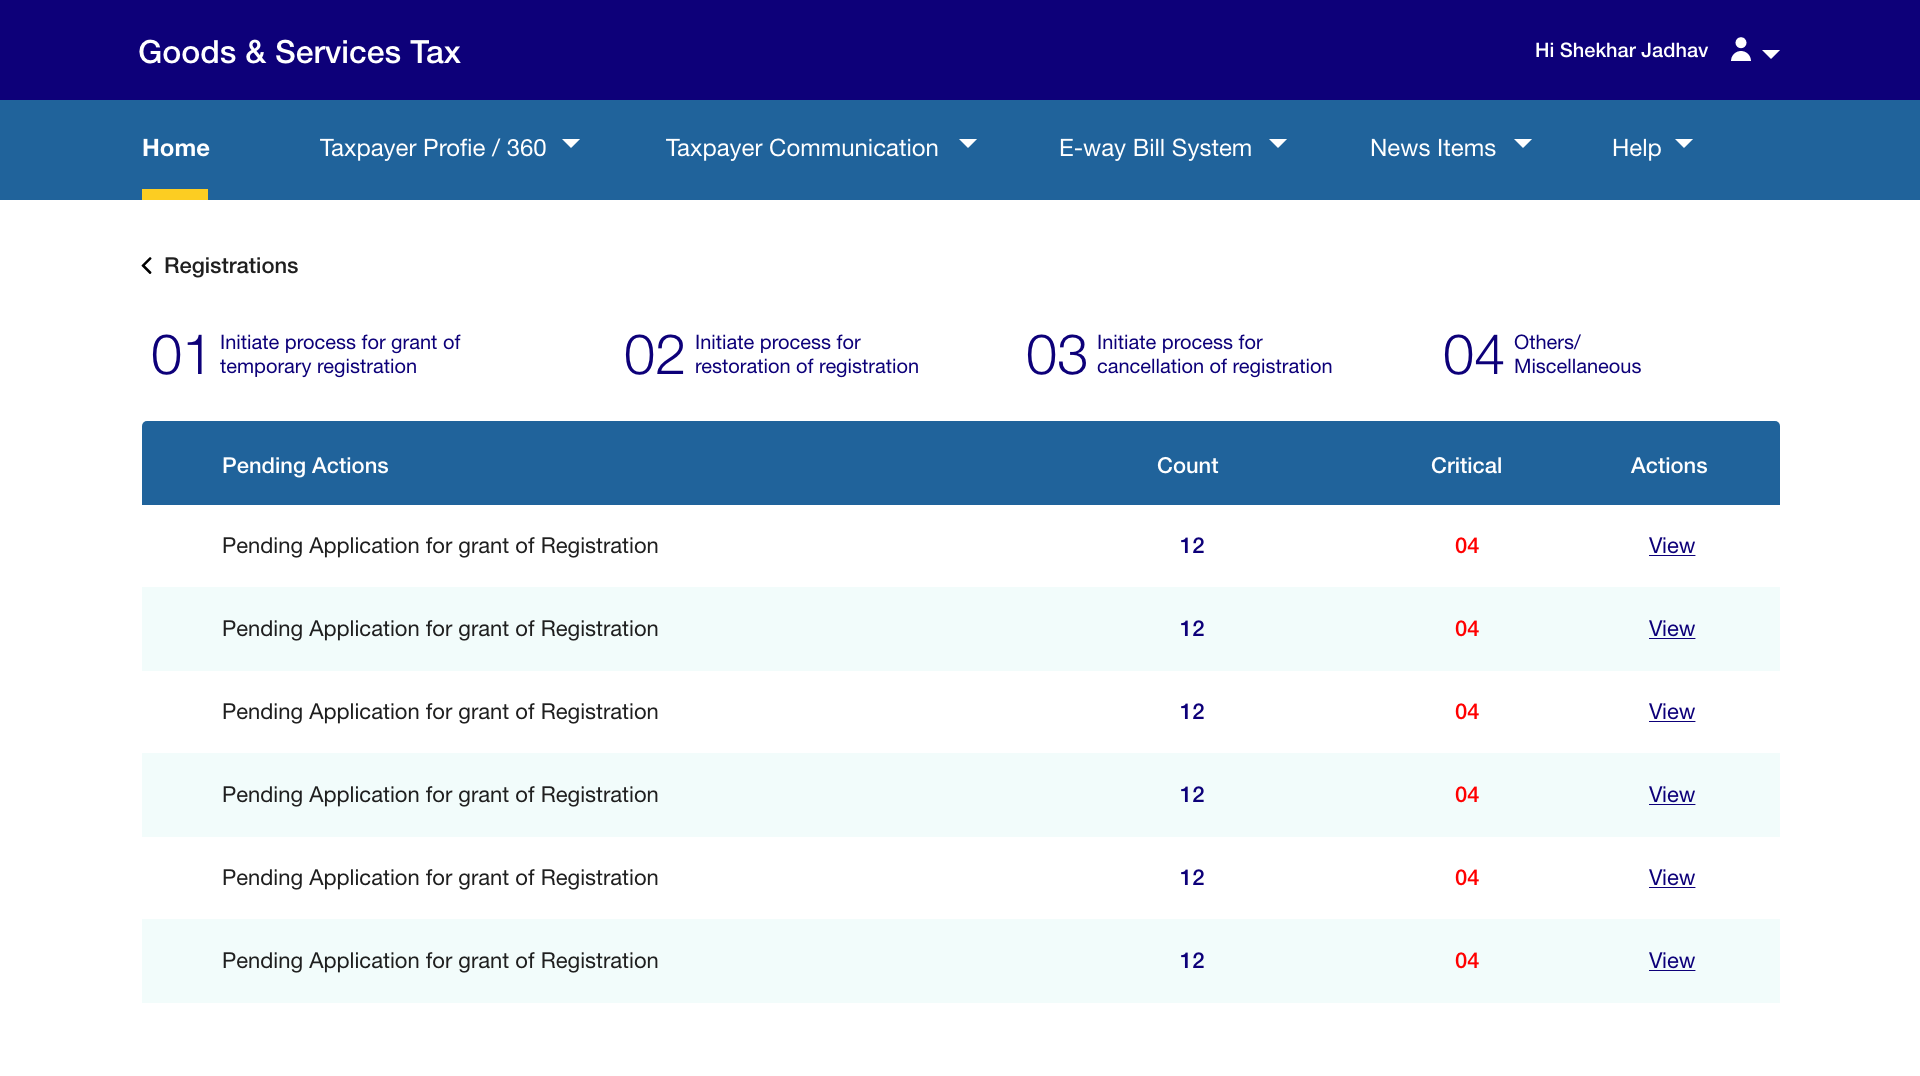 Goods & Services Tax
Hi Shekhar Jadhav
Home Taxpayer Profie / 360 Taxpayer Communication E-way Bill System News Items Help
Registrations
01 Initiate process for grant of
temporary registration
02 Initiate process for
restoration of registration
03 Initiate process for
cancellation of registration
04 Others/
Miscellaneous
Pending Actions Count Critical Actions
Pending Application for grant of Registration 12 04 View
Pending Application for grant of Registration 12 04 View
Pending Application for grant of Registration 12 04 View
Pending Application for grant of Registration 12 04 View
Pending Application for grant of Registration 12 04 View
Pending Application for grant of Registration 12 04 View